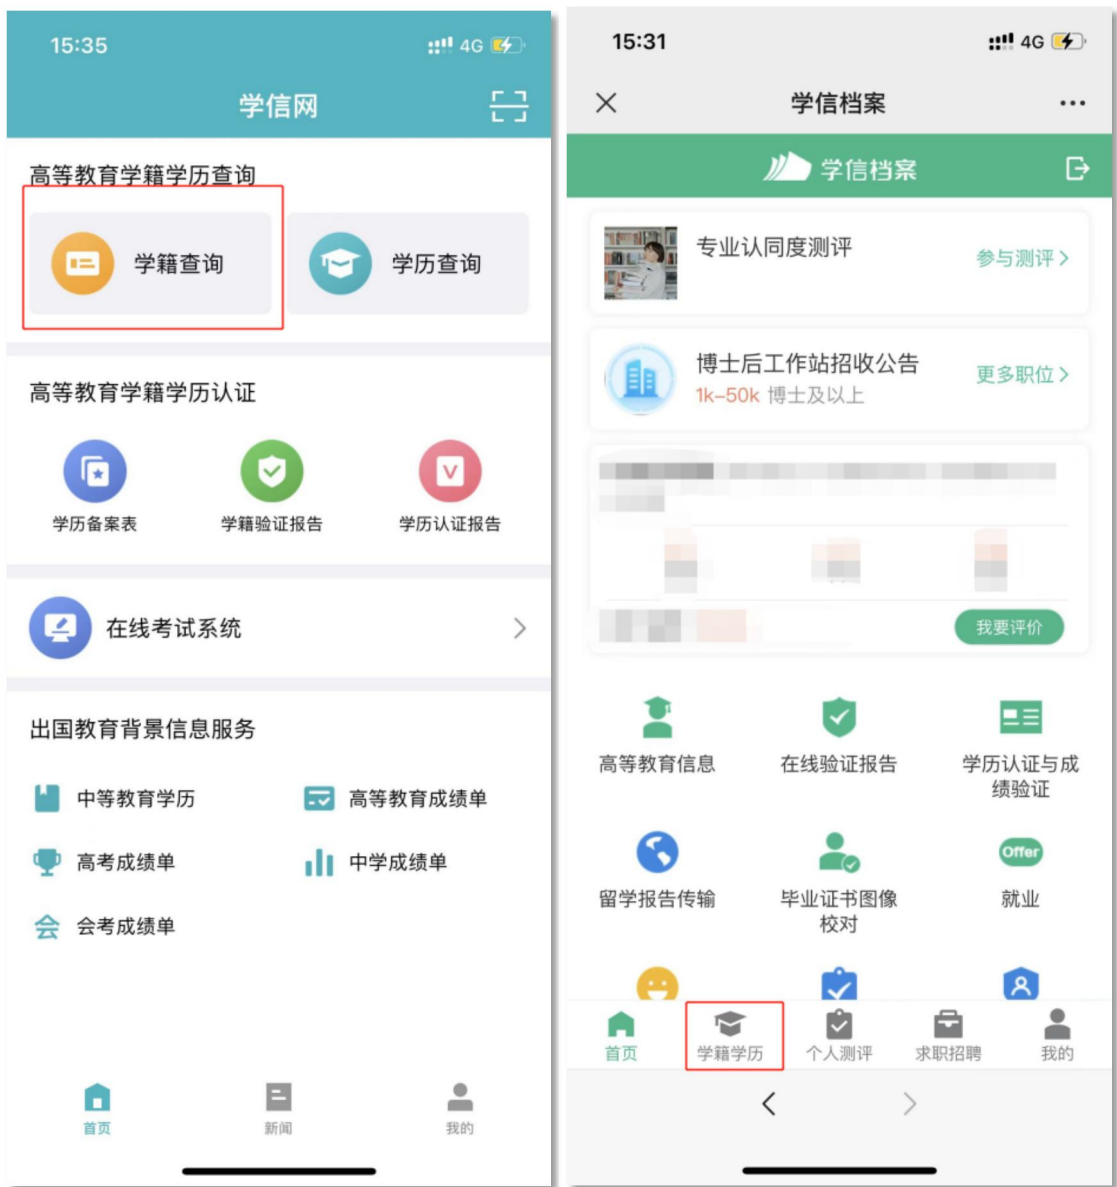 15:35
4G
学信网
高等教育学籍学历查询
学籍查询
学历查询
高等教育学籍学历认证
学历备案表
学籍验证报告
V
学历认证报告
在线考试系统
出国教育背景信息服务
中等教育学历
高等教育成绩单
高考成绩单
中学成绩单
会 会考成绩单
首页
新闻
我的
15:31
4G
学信档案
学信档案
专业认同度测评
参与测评
博士后工作站招收公告
1k-50k 博士及以上
更多职位
我要评价
高等教育信息
在线验证报告
学历认证与成
绩验证
留学报告传输
毕业证书图像
校对
Offer
就业
首页
学籍学历
个人测评
求职招聘
我的